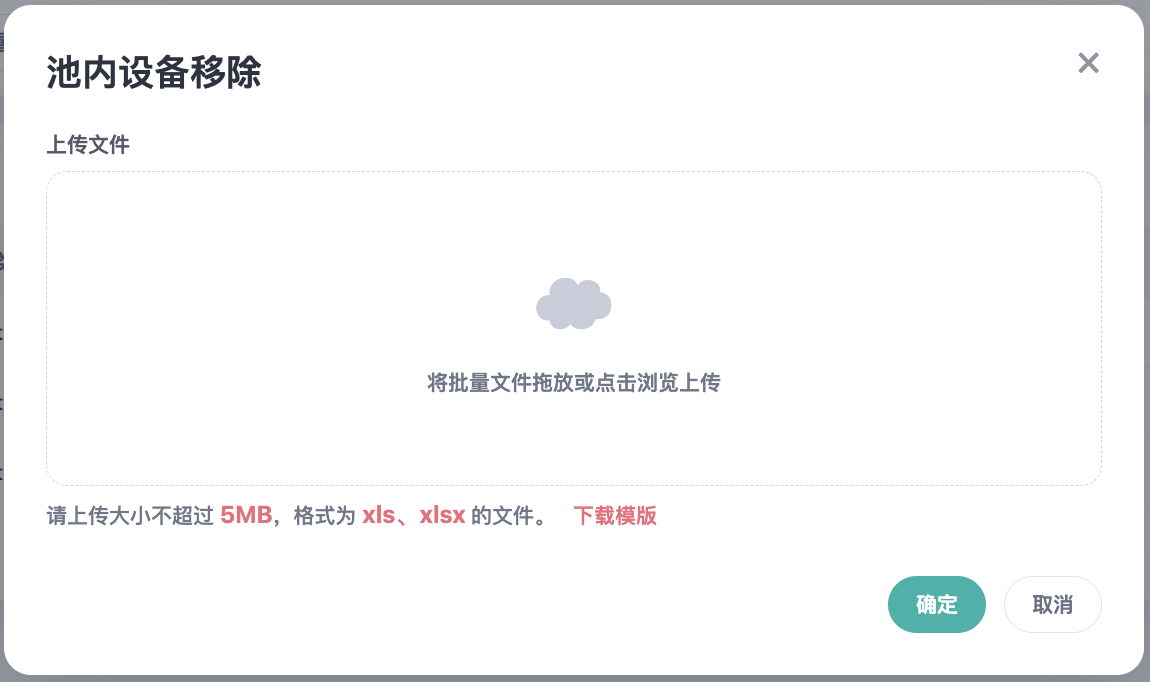 池内设备移除
上传文件
将批量文件拖放或点击浏览上传
请上传大小不超过 5MB，格式为 xls、xlsx 的文件。 下载模版
确定 取消